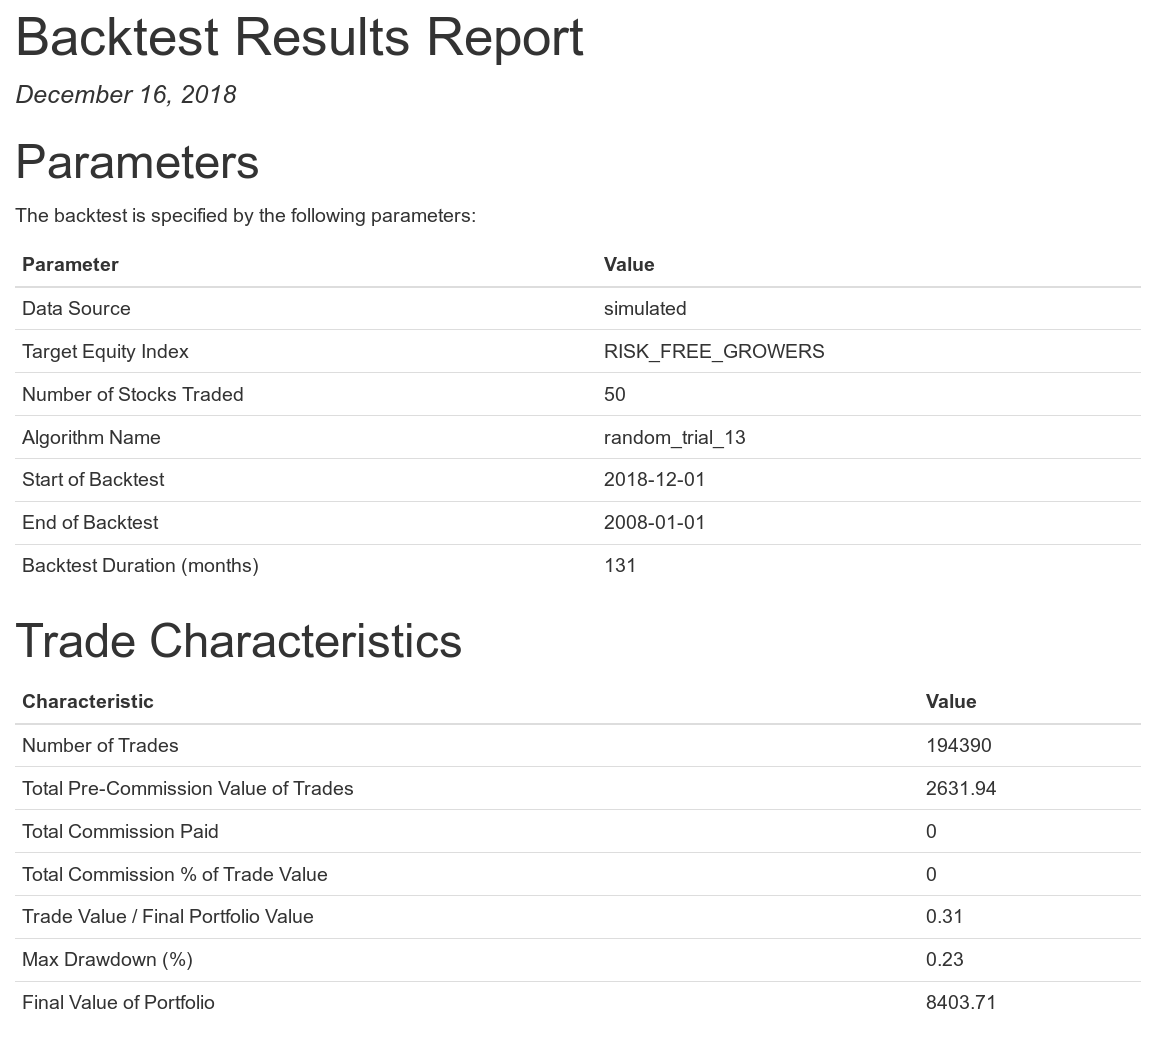 Backtest Results Report
December 16, 2018
Parameters
The backtest is specified by the following parameters:
Parameter Value
Data Source simulated
Target Equity Index RISK_FREE_GROWERS
Number of Stocks Traded 50
Algorithm Name random_trial_13
Start of Backtest 2018-12-01
End of Backtest 2008-01-01
Backtest Duration (months) 131
Trade Characteristics
Characteristic Value
Number of Trades 194390
Total Pre-Commission Value of Trades 2631.94
Total Commission Paid 0
Total Commission % of Trade Value 0
Trade Value / Final Portfolio Value 0.31
Max Drawdown (%) 0.23
Final Value of Portfolio 8403.71